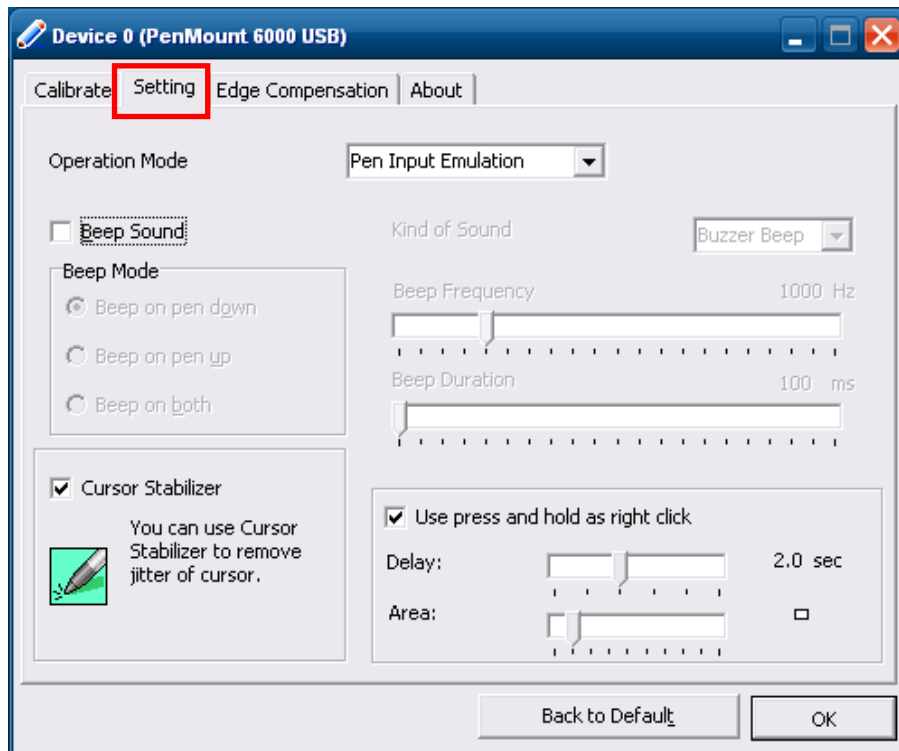 Device 0 (PenMount 6000 USB)
Calibrate Setting Edge Compensation About
Operation Mode Pen Input Emulation
Beep Sound Kind of Sound Buzzer Beep
Beep Mode
Beep on pen down
Beep on pen up
Beep on both
Beep Frequency 1000 Hz
Beep Duration 100 ms
Cursor Stabilizer
You can use Cursor
Stabilizer to remove
jitter of cursor.
Use press and hold as right click
Delay: 2.0 sec
Area:
Back to Default OK